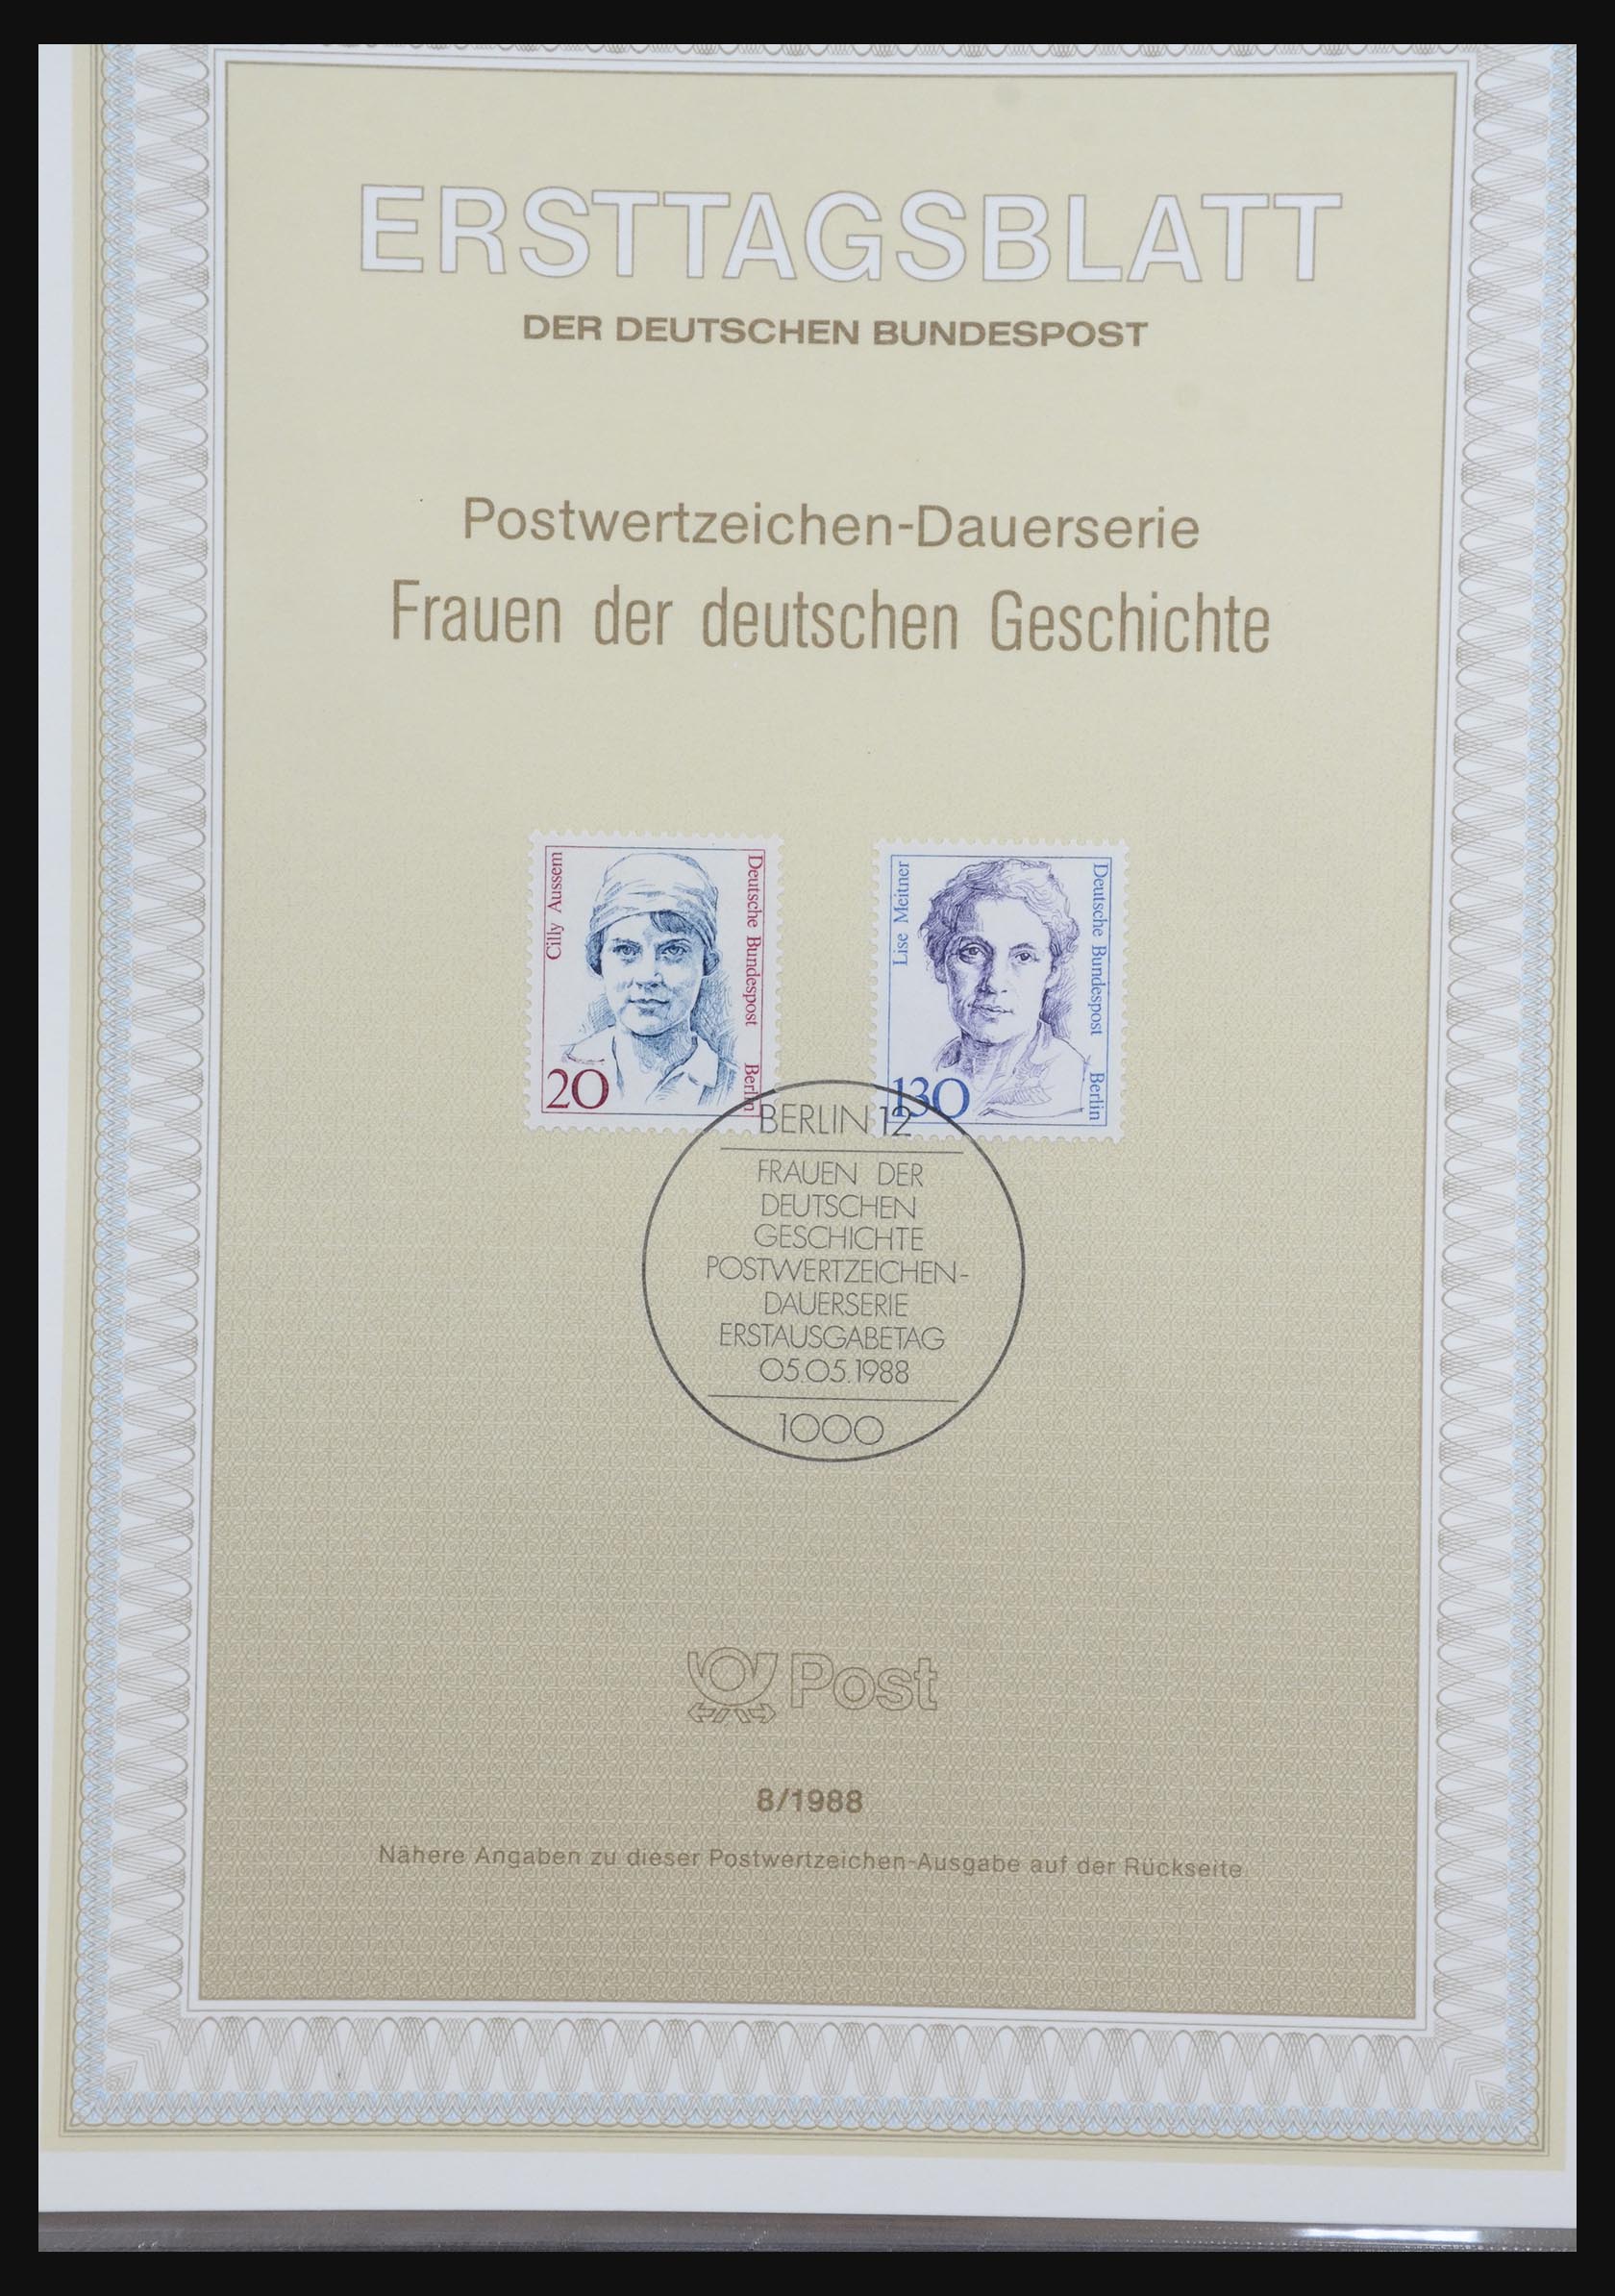 ERSTTAGSBLATT
DER DEUTSCHEN BUNDESPOST
Postwertzeichen-Dauerserie
Frauen der deutschen Geschichte
Cilly Aussem
Deutsche Bundespost Berlin
20
Lise Meitner
Deutsche Bundespost Berlin
130
BERLIN 12
FRAUEN DER
DEUTSCHEN
GESCHICHTE
POSTWERTZEICHEN-
DAUERSERIE
ERSTAUSGABETAG
05.05.1988
1000
Post
8/1988
Nähere Angaben zu dieser Postwertzeichen-Ausgabe auf der Rückseite